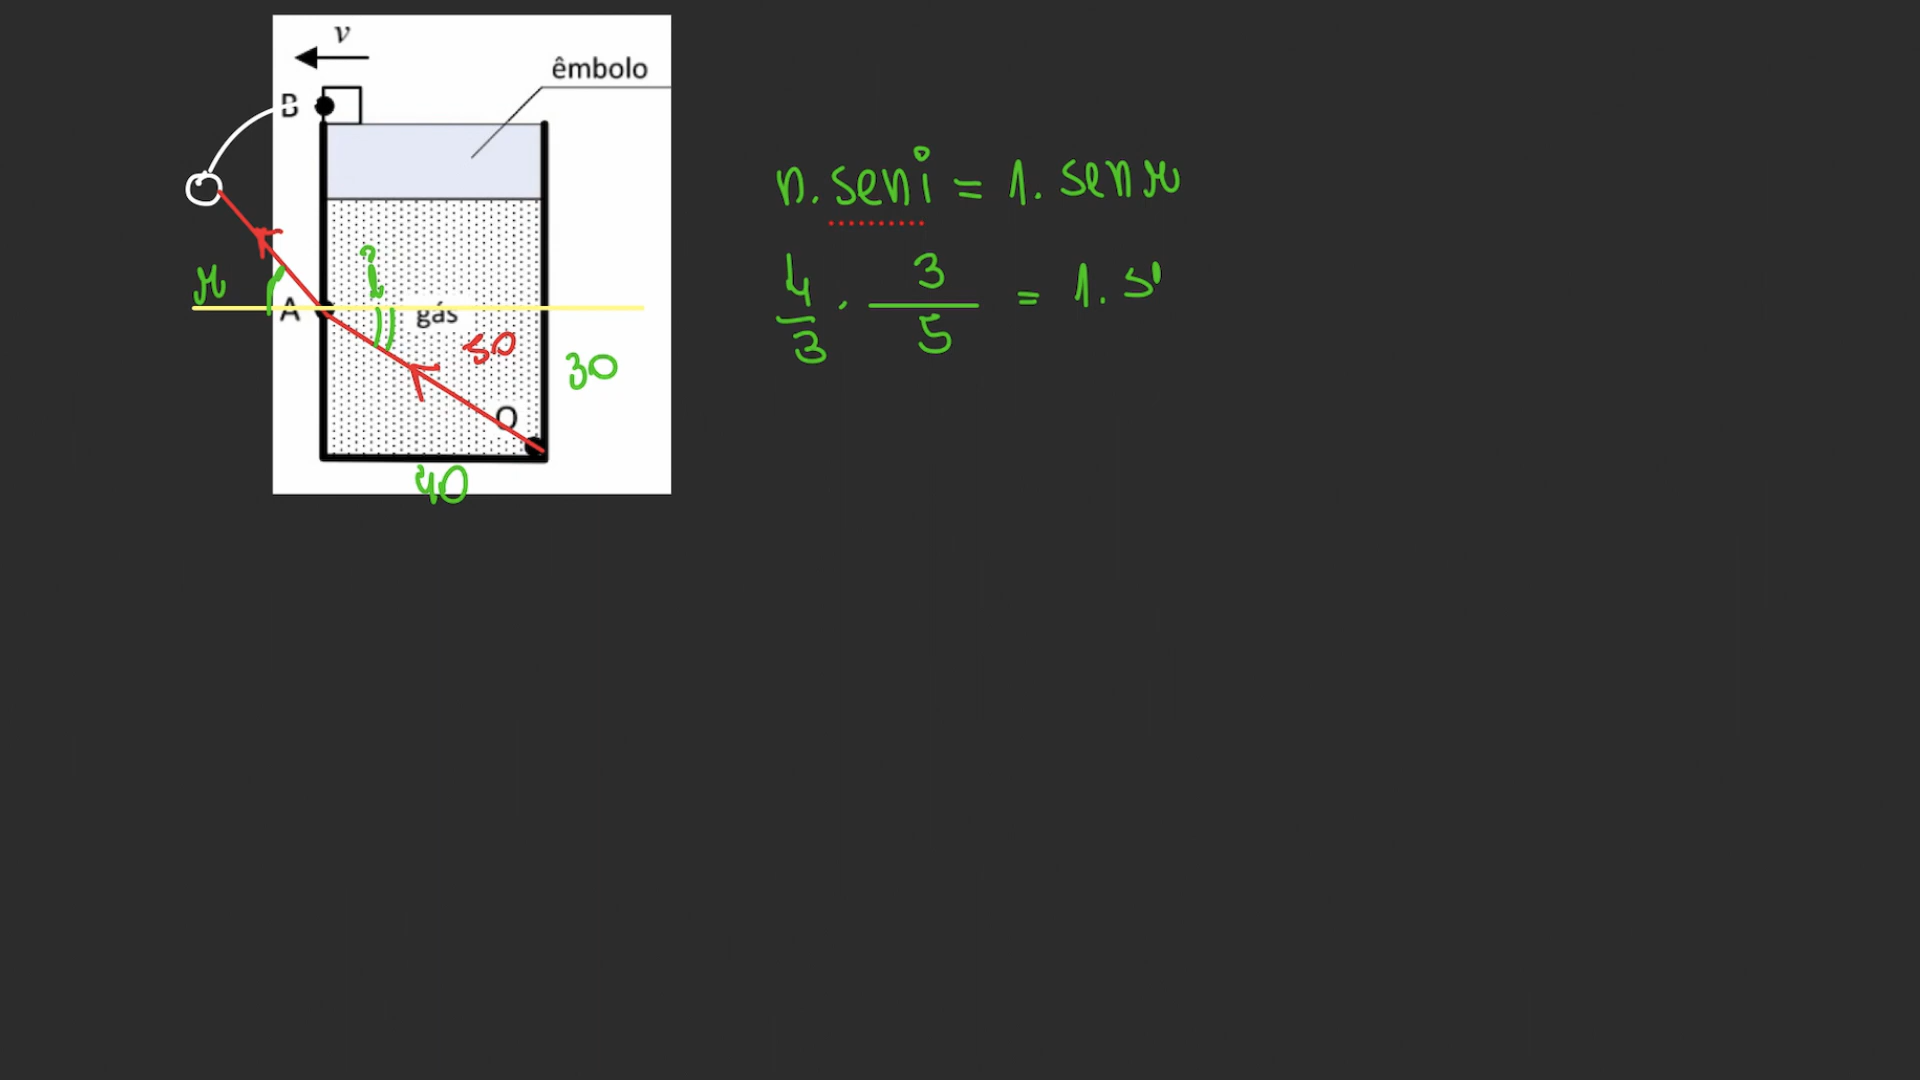 v
êmbolo
B
n. sen i = 1. sen r
4/3 . 3/5 = 1. s
r
i
A
gás
50
30
O
40